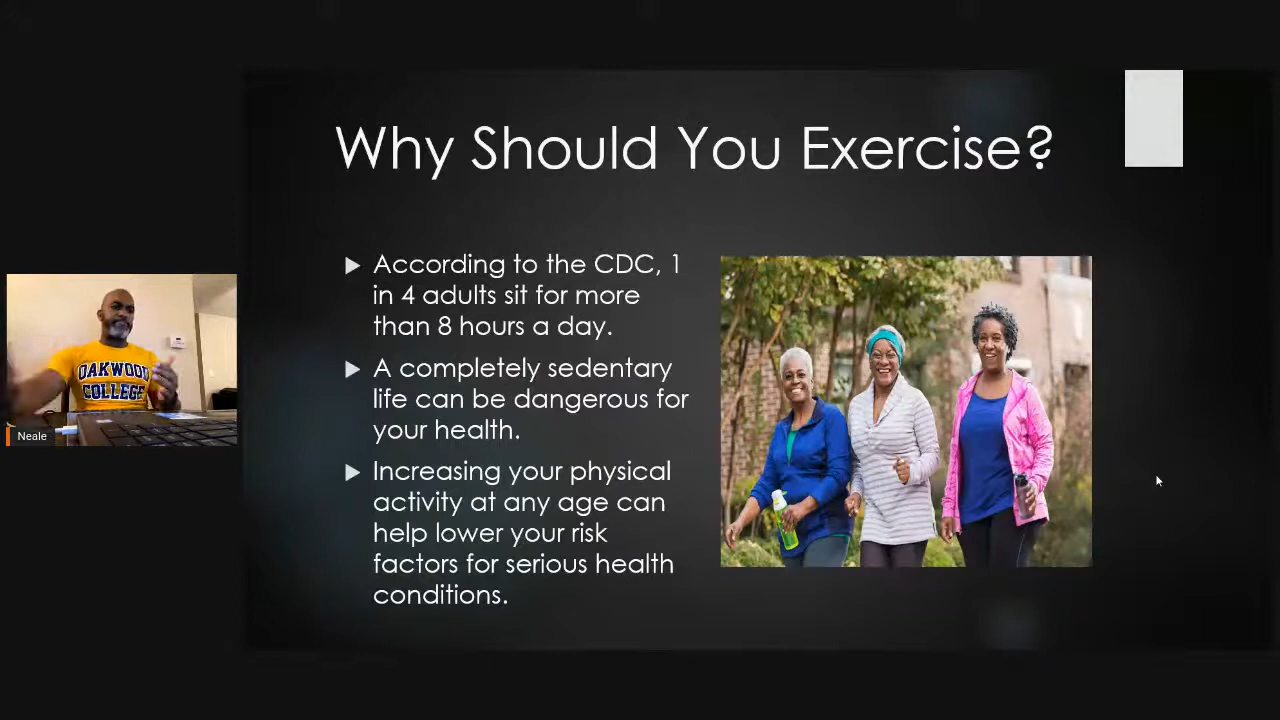 Why Should You Exercise?
According to the CDC, 1
in 4 adults sit for more
than 8 hours a day.
A completely sedentary
life can be dangerous for
your health.
Increasing your physical
activity at any age can
help lower your risk
factors for serious health
conditions.
OAKWOOD
COLLEGE
Neale